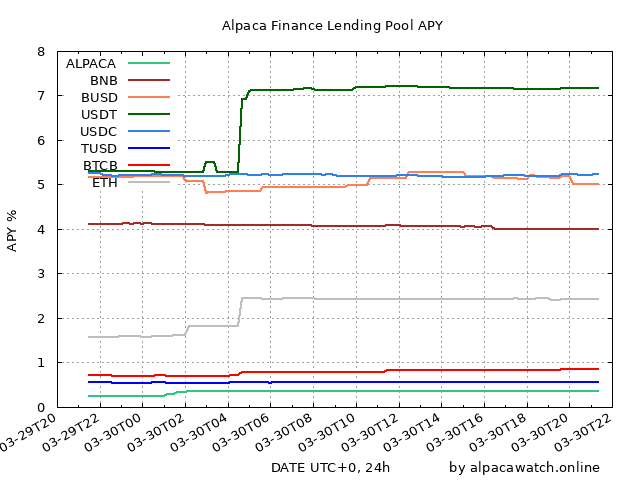 Alpaca Finance Lending Pool APY
8
7
6
5
4
3
2
1
0
APY %
ALPACA
BNB
BUSD
USDT
USDC
TUSD
BTCB
ETH
03-29T20
03-29T22
03-30T00
03-30T02
03-30T04
03-30T06
03-30T08
03-30T10
03-30T12
03-30T14
03-30T16
03-30T18
03-30T20
03-30T22
DATE UTC+0, 24h by alpacawatch.online